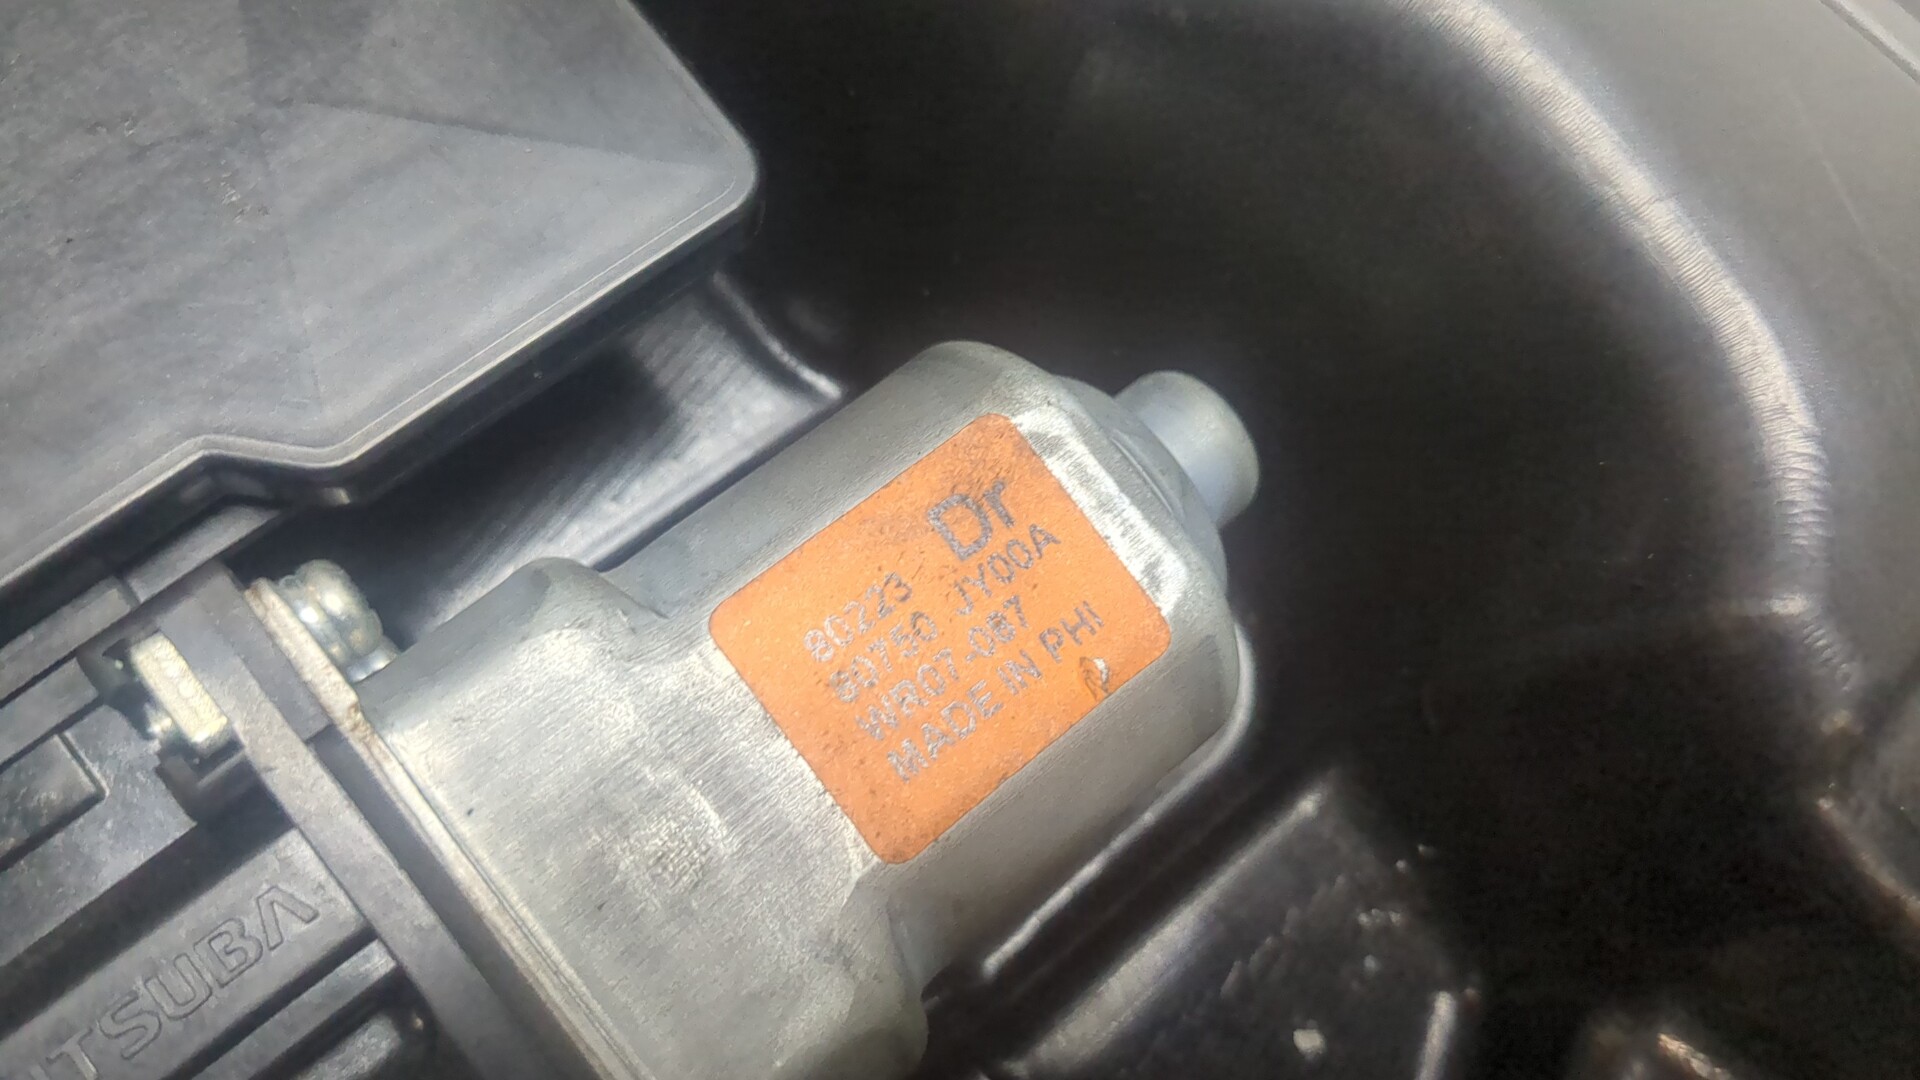 Dr
80223
80750 JY00A
WR07-087
MADE IN PHI
TSUBA